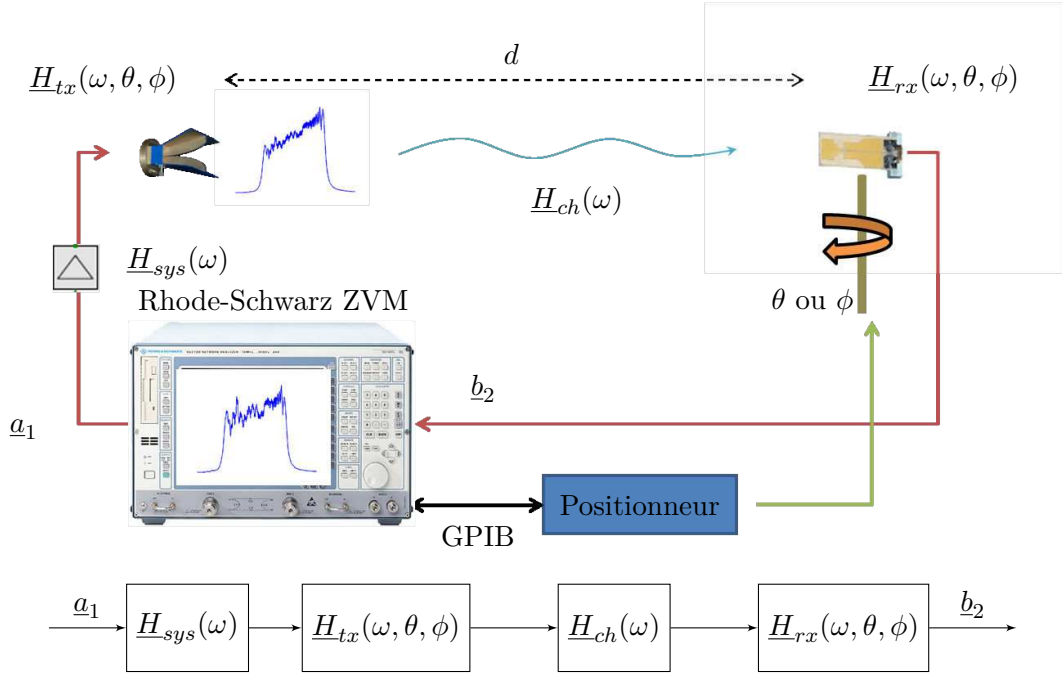 d
H_tx(ω, θ, ϕ)
H_rx(ω, θ, ϕ)
H_ch(ω)
H_sys(ω)
Rhode-Schwarz ZVM
θ ou ϕ
b_2
a_1
Positionneur
GPIB
a_1
H_sys(ω)
H_tx(ω, θ, ϕ)
H_ch(ω)
H_rx(ω, θ, ϕ)
b_2